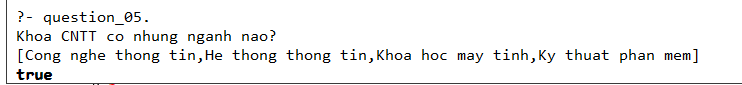 ?- question_05.
Khoa CNTT co nhung nganh nao?
[Cong nghe thong tin,He thong thong tin,Khoa hoc may tinh,Ky thuat phan mem]
true